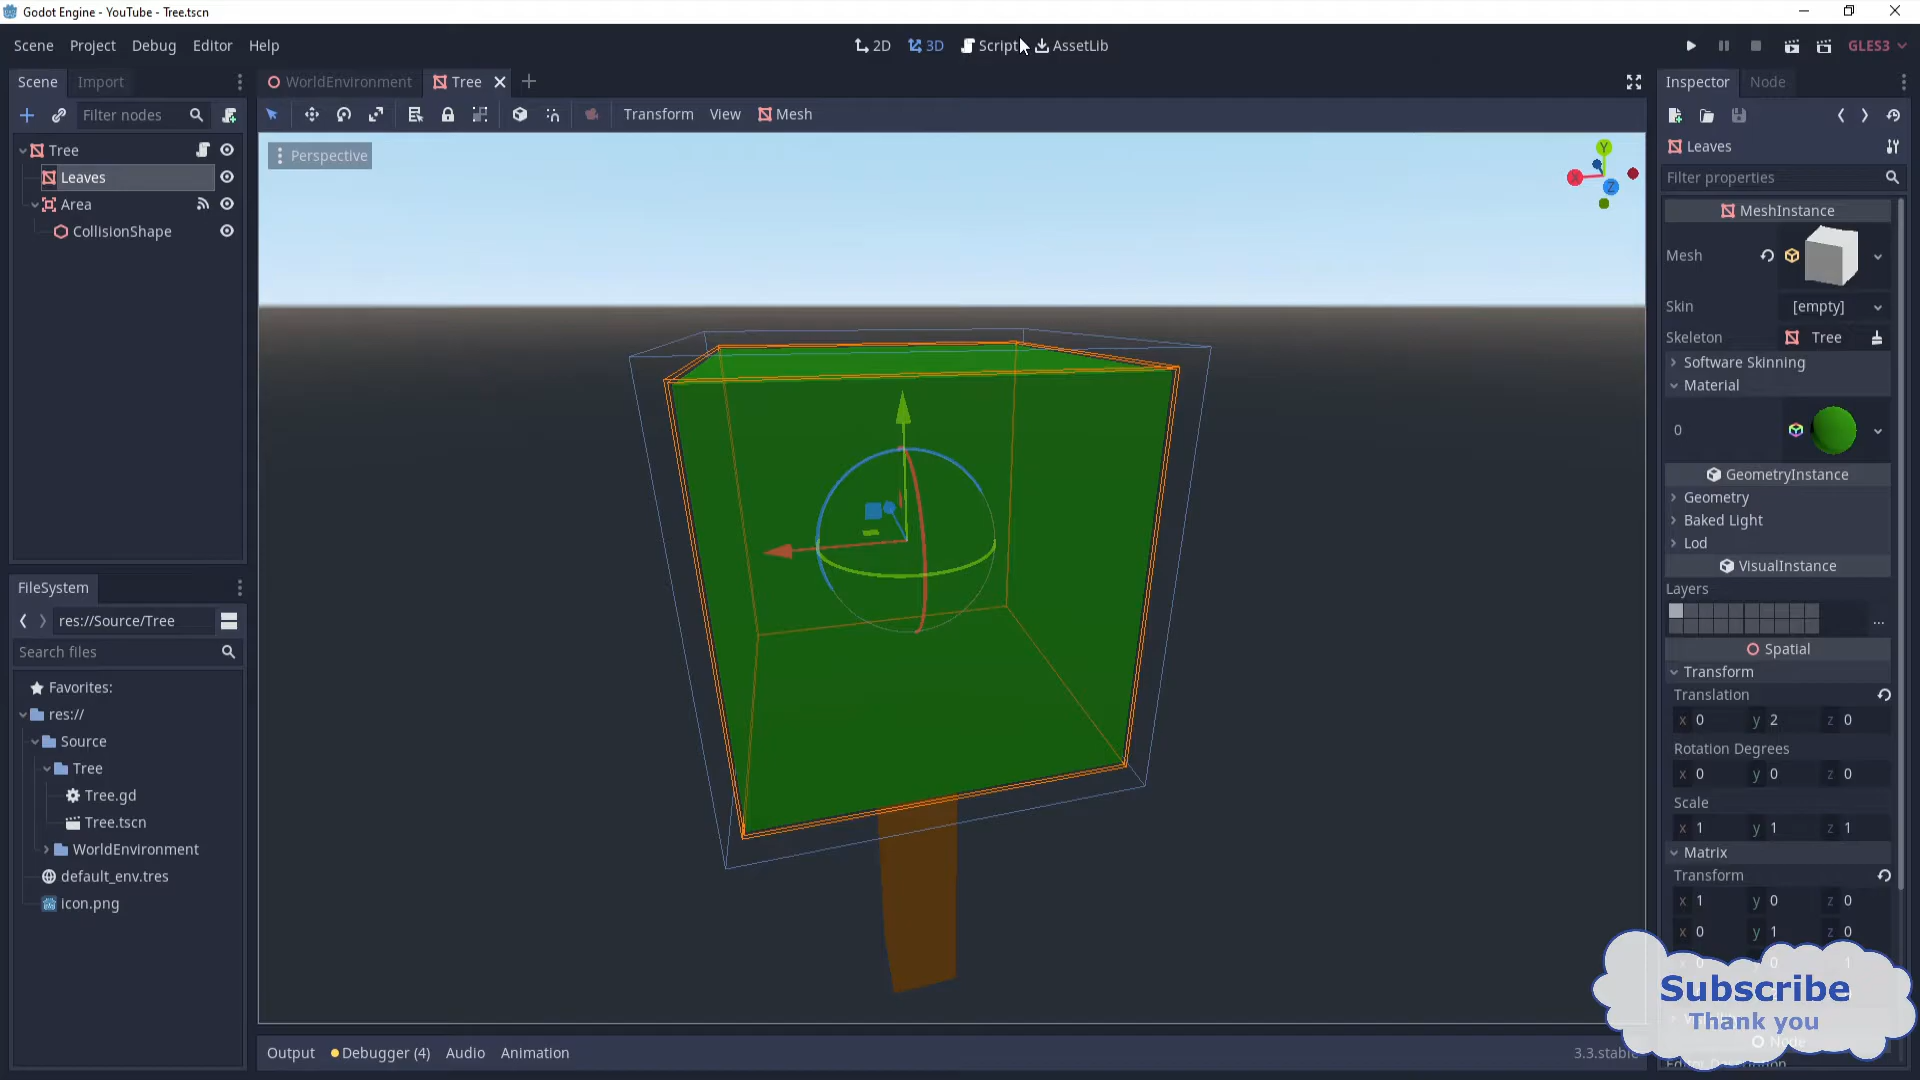 Godot Engine - YouTube - Tree.tscn
Scene Project Debug Editor Help
2D 3D Script AssetLib
GLES3
Scene Import
WorldEnvironment Tree
Inspector Node
Filter nodes
Transform View Mesh
Tree
Leaves
Area
CollisionShape
Perspective
Y
X
Z
Leaves
Filter properties
MeshInstance
Mesh
Skin [empty]
Skeleton Tree
Software Skinning
Material
0
GeometryInstance
Geometry
Baked Light
Lod
VisualInstance
Layers
...
Spatial
Transform
Translation
x 0 y 2 z 0
Rotation Degrees
x 0 y 0 z 0
Scale
x 1 y 1 z 1
Matrix
Transform
x 1 y 0 z 0
x 0 y 1 z 0
0 1
Node
Editor Description
FileSystem
res://Source/Tree
Search files
Favorites:
res://
Source
Tree
Tree.gd
Tree.tscn
WorldEnvironment
default_env.tres
icon.png
Output Debugger (4) Audio Animation
3.3.stable
Subscribe
Thank you